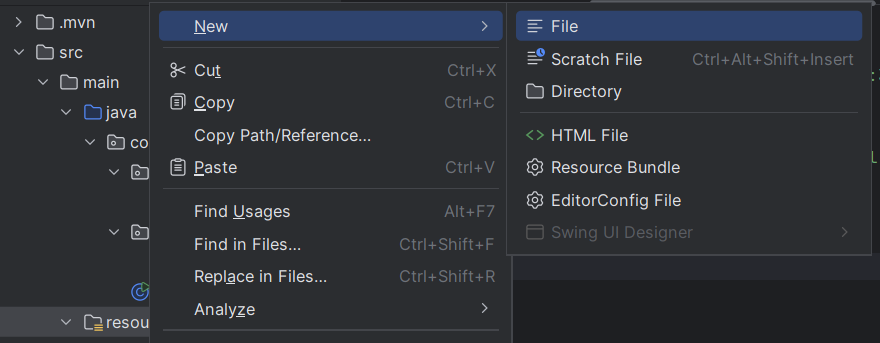 .mvn
src
main
java
co
resou
New
Cut Ctrl+X
Copy Ctrl+C
Copy Path/Reference...
Paste Ctrl+V
Find Usages Alt+F7
Find in Files... Ctrl+Shift+F
Replace in Files... Ctrl+Shift+R
Analyze
File
Scratch File Ctrl+Alt+Shift+Insert
Directory
HTML File
Resource Bundle
EditorConfig File
Swing UI Designer